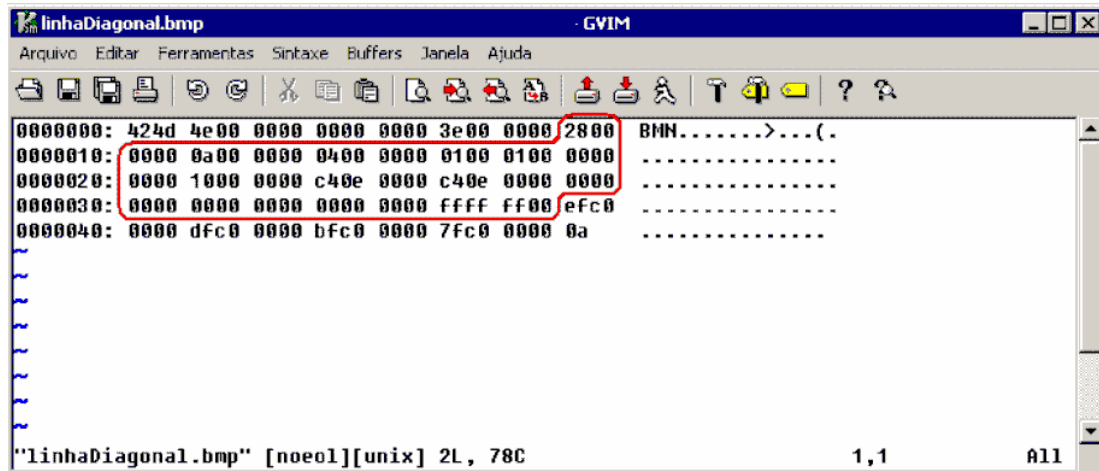 linhaDiagonal.bmp - GVIM
Arquivo Editar Ferramentas Sintaxe Buffers Janela Ajuda
0000000: 424d 4e00 0000 0000 0000 3e00 0000 2800 BMN.......>...(.
0000010: 0000 0a00 0000 0400 0000 0100 0100 0000 ................
0000020: 0000 1000 0000 c40e 0000 c40e 0000 0000 ................
0000030: 0000 0000 0000 0000 0000 ffff ff00 efc0 ................
0000040: 0000 dfc0 0000 bfc0 0000 7fc0 0000 0a ...............
~
~
~
~
~
~
~
~
"linhaDiagonal.bmp" [noeol][unix] 2L, 78C 1,1 All